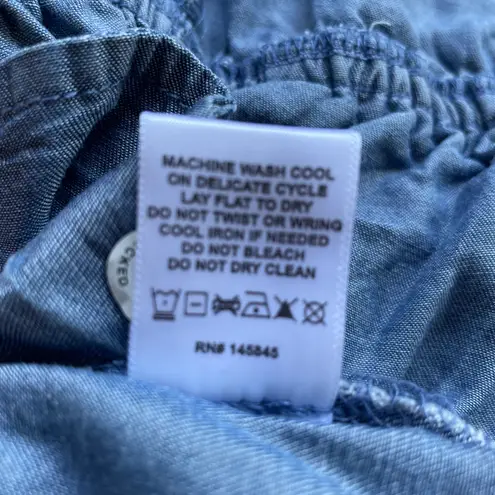 MACHINE WASH COOL
ON DELICATE CYCLE
LAY FLAT TO DRY
DO NOT TWIST OR WRING
COOL IRON IF NEEDED
DO NOT BLEACH
DO NOT DRY CLEAN
RN# 145845